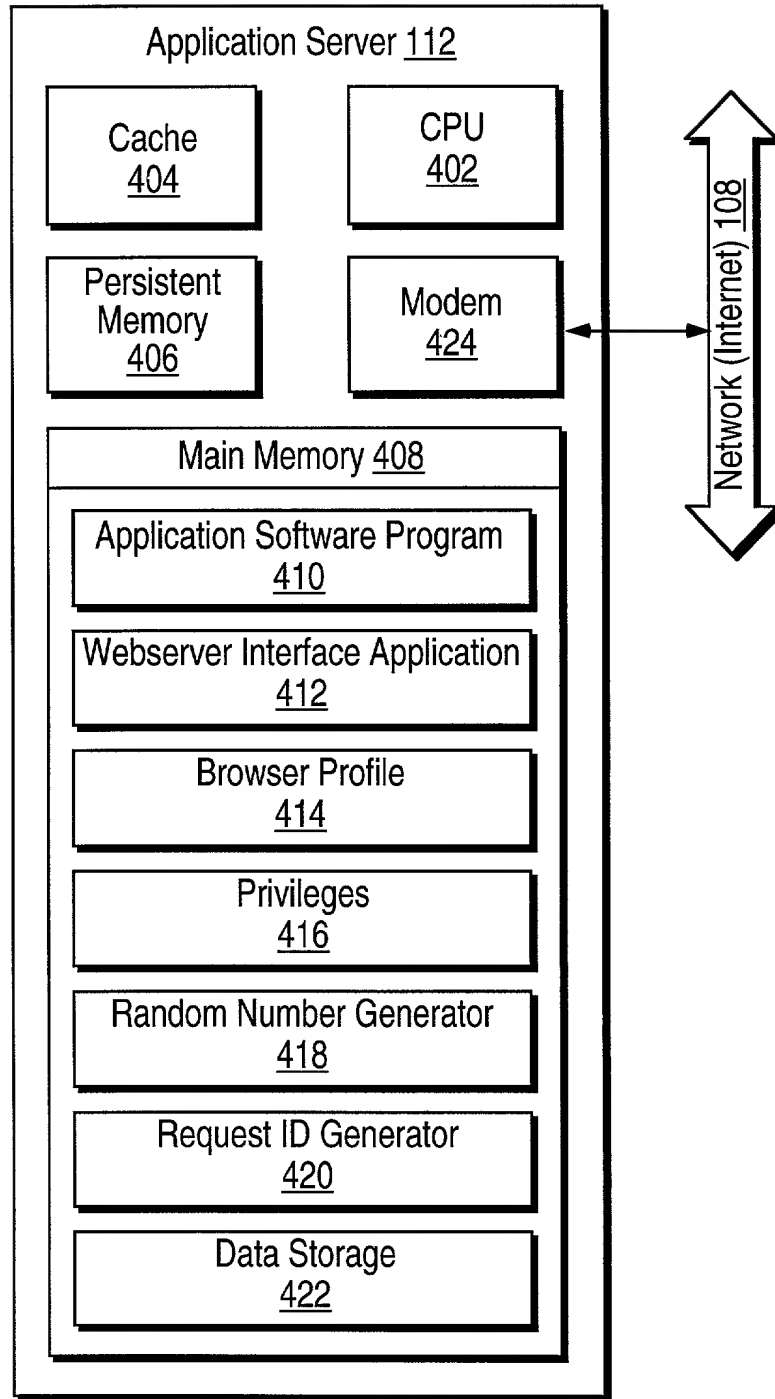 Application Server 112
Cache
404
CPU
402
Persistent
Memory
406
Modem
424
Network (Internet) 108
Main Memory 408
Application Software Program
410
Webserver Interface Application
412
Browser Profile
414
Privileges
416
Random Number Generator
418
Request ID Generator
420
Data Storage
422